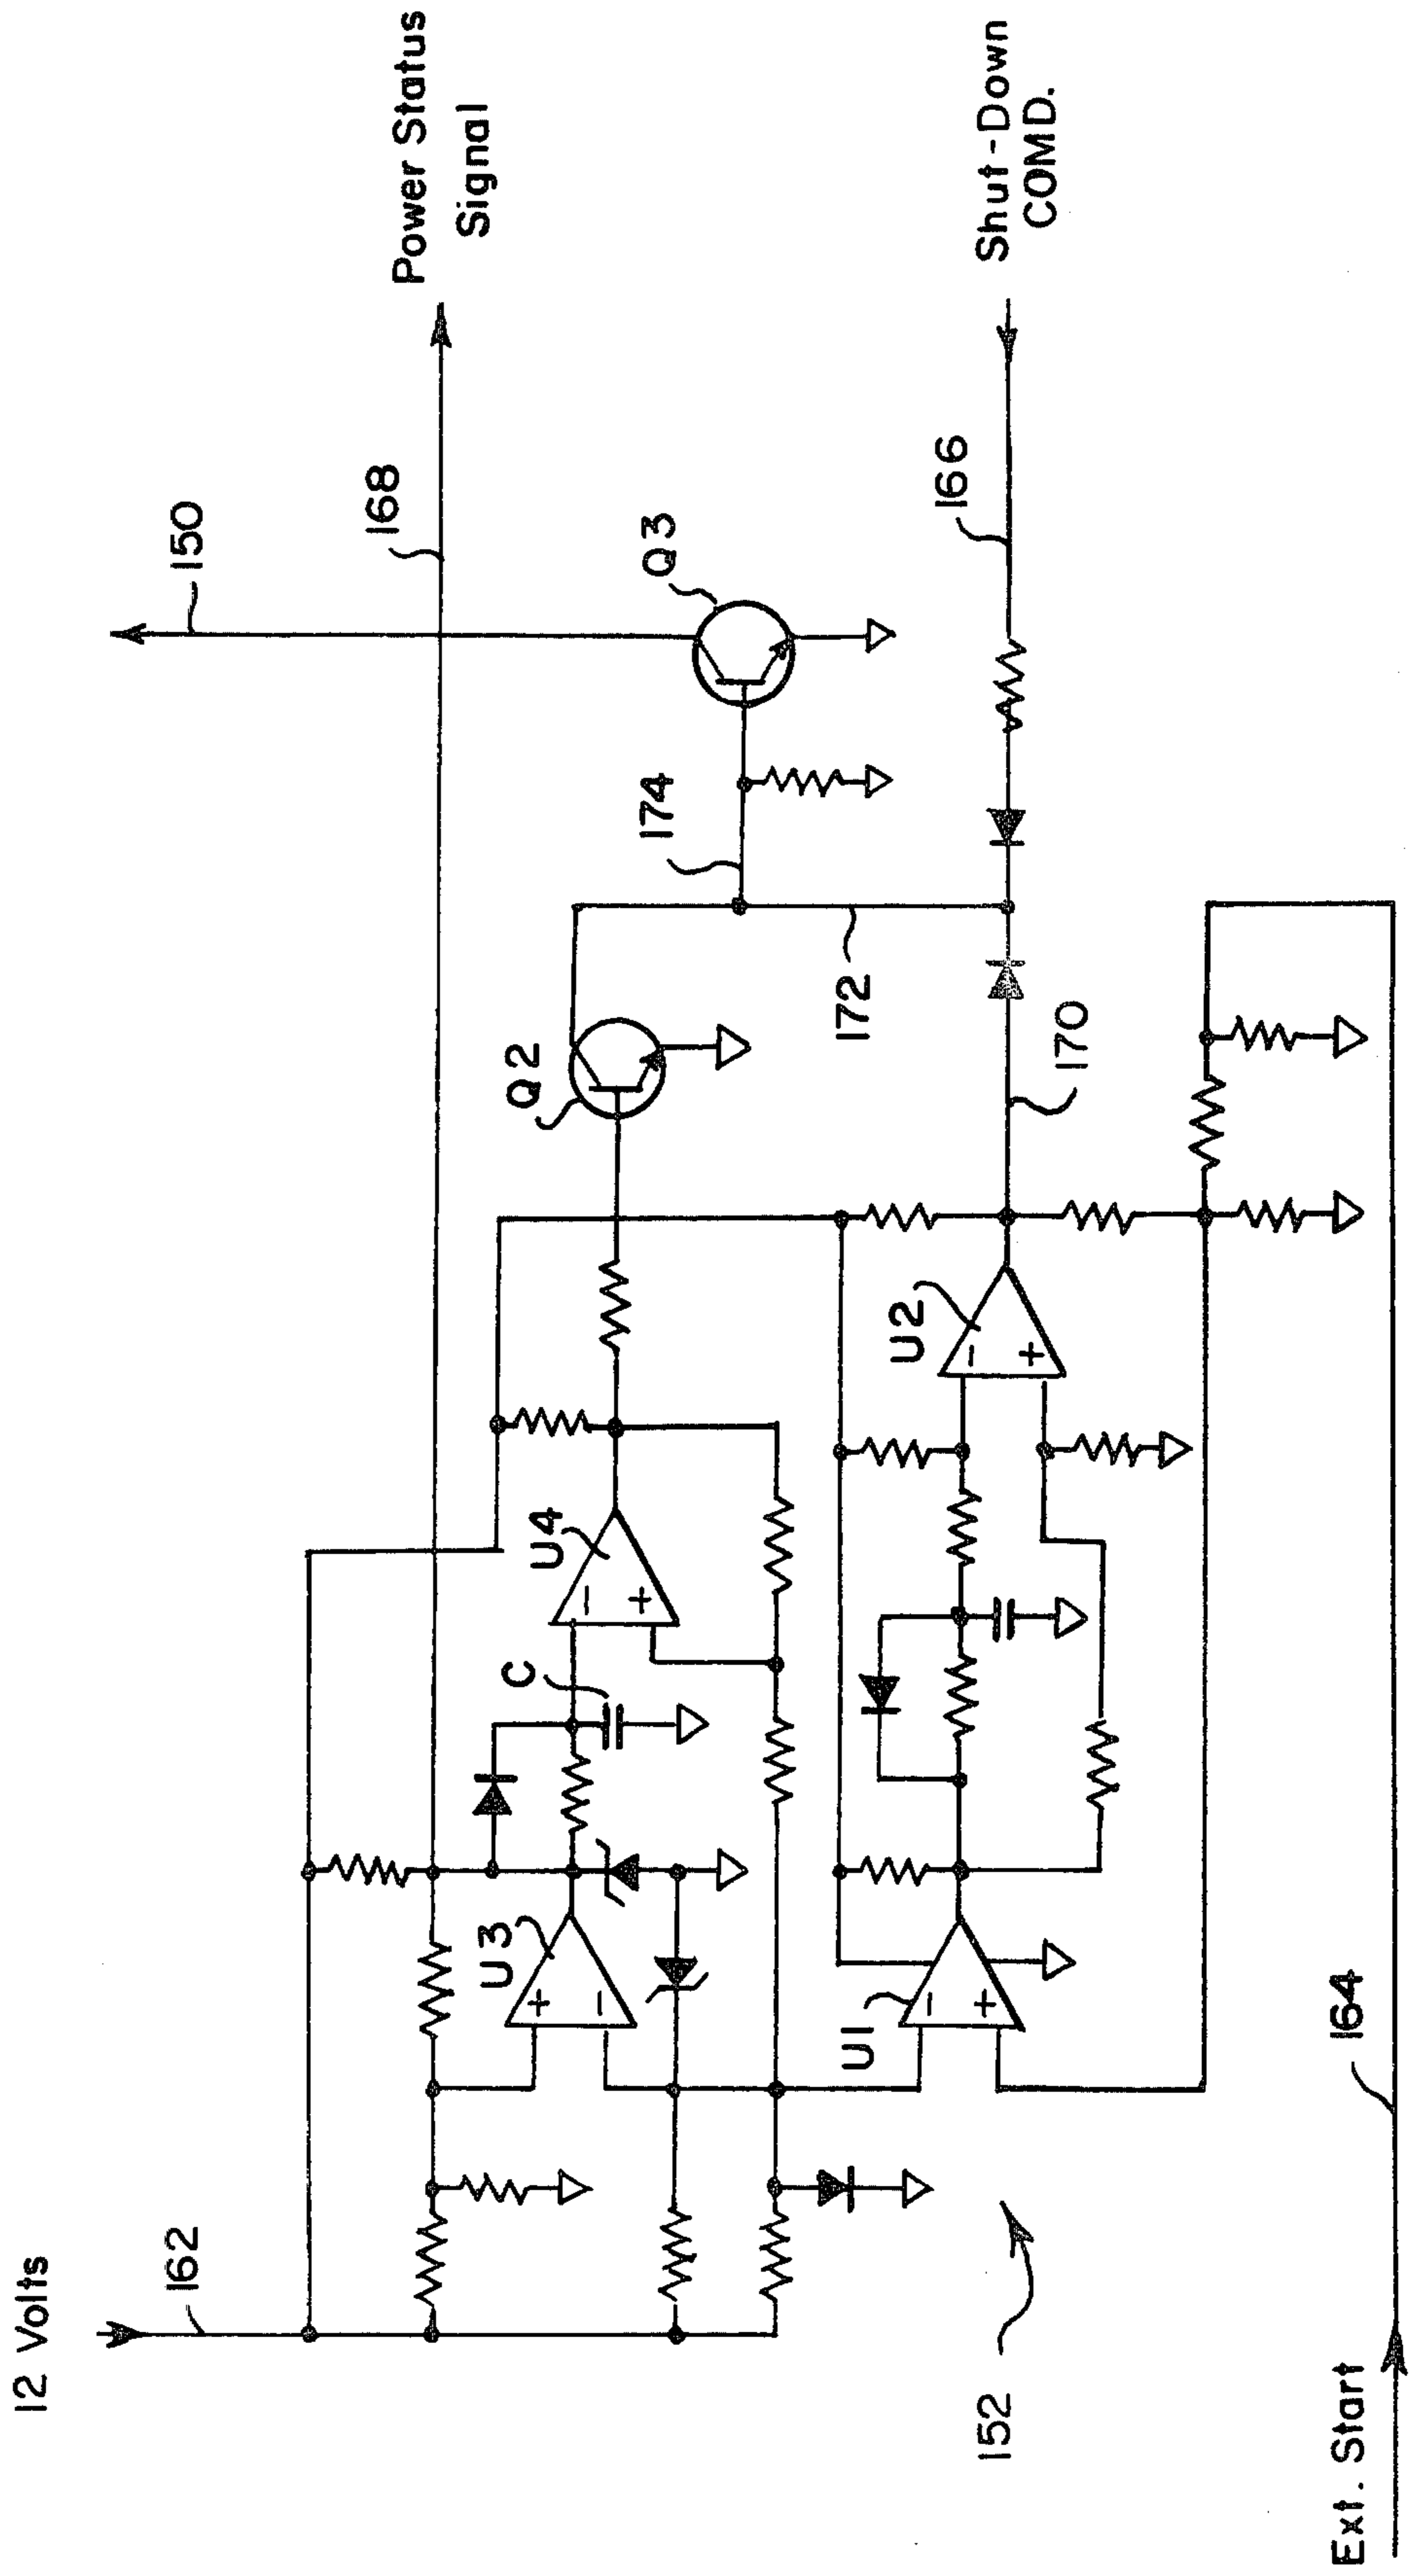 12 Volts
162
150
Power Status
Signal
168
Q3
174
Q2
172
170
166
Shut-Down
COMD.
U3
+
−
C
U4
−
+
U1
−
+
U2
−
+
152
164
Ext. Start